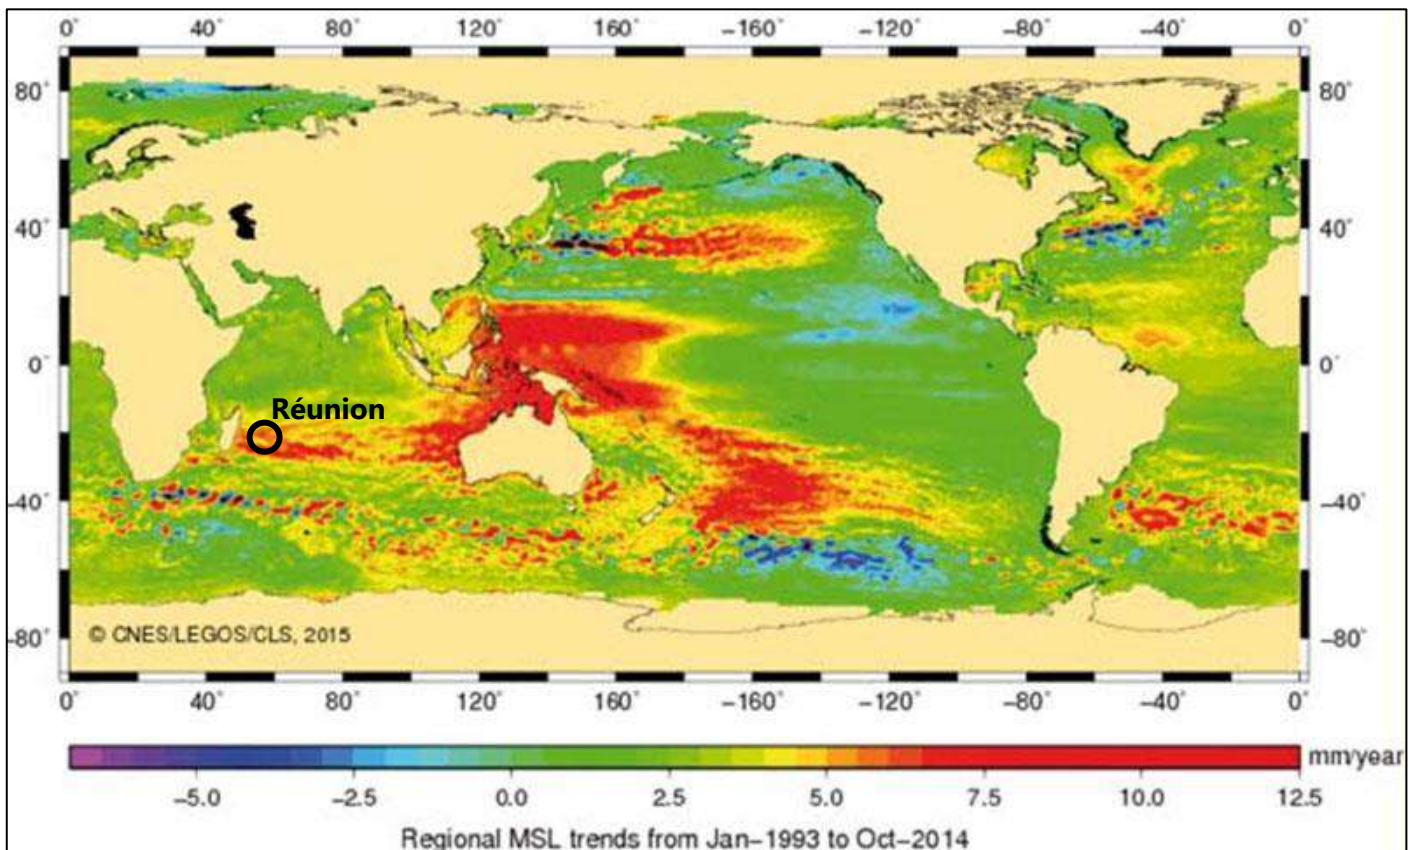 0° 40° 80° 120° 160° −160° −120° −80° −40° 0°
80° 80°
40° 40°
0° 0°
Réunion
−40° −40°
−80° −80°
© CNES/LEGOS/CLS, 2015
0° 40° 80° 120° 160° −160° −120° −80° −40° 0°
mm/year
−5.0 −2.5 0.0 2.5 5.0 7.5 10.0 12.5
Regional MSL trends from Jan−1993 to Oct−2014